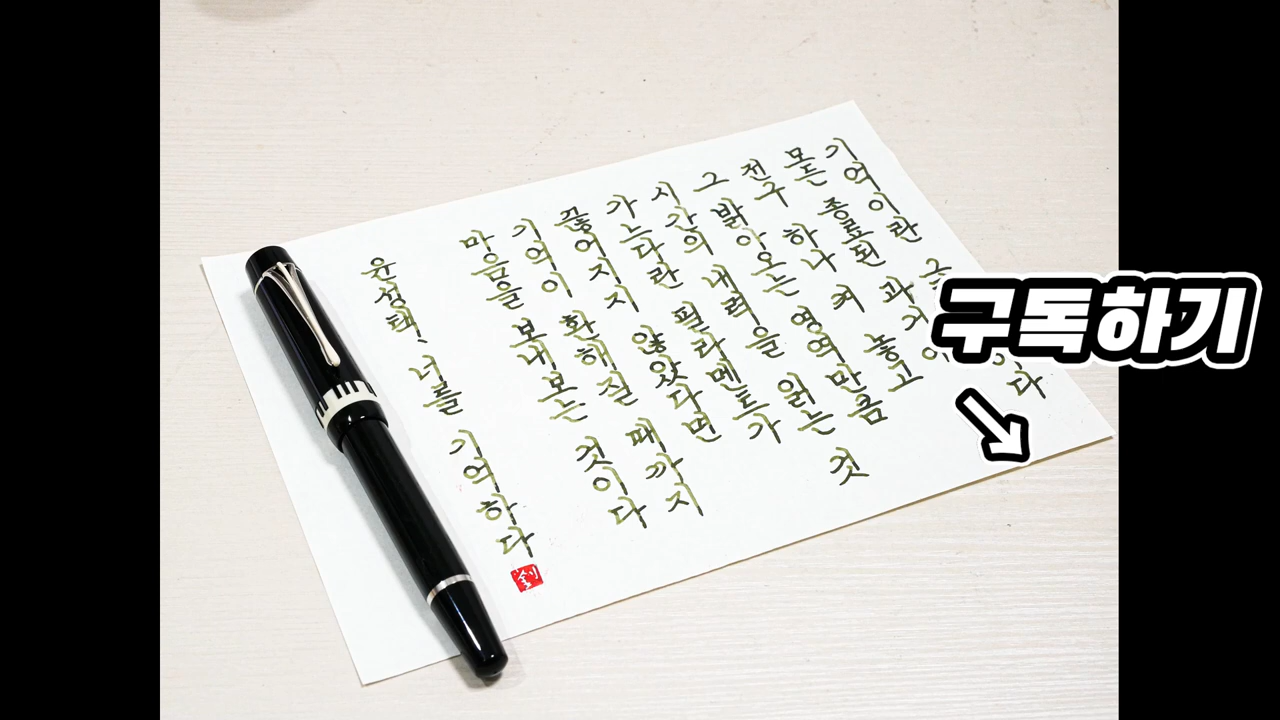 기억이란
모든 종료된
전구 하나 켜 놓고
그 밝아오는 영역만큼
시간의 내력을 읽는 것
가느다란 필라멘트가
끊어지지 않았다면
기억이 환해질 때까지
마음을 보내보는 것이다
윤성택, 너를 기억하다
구독하기